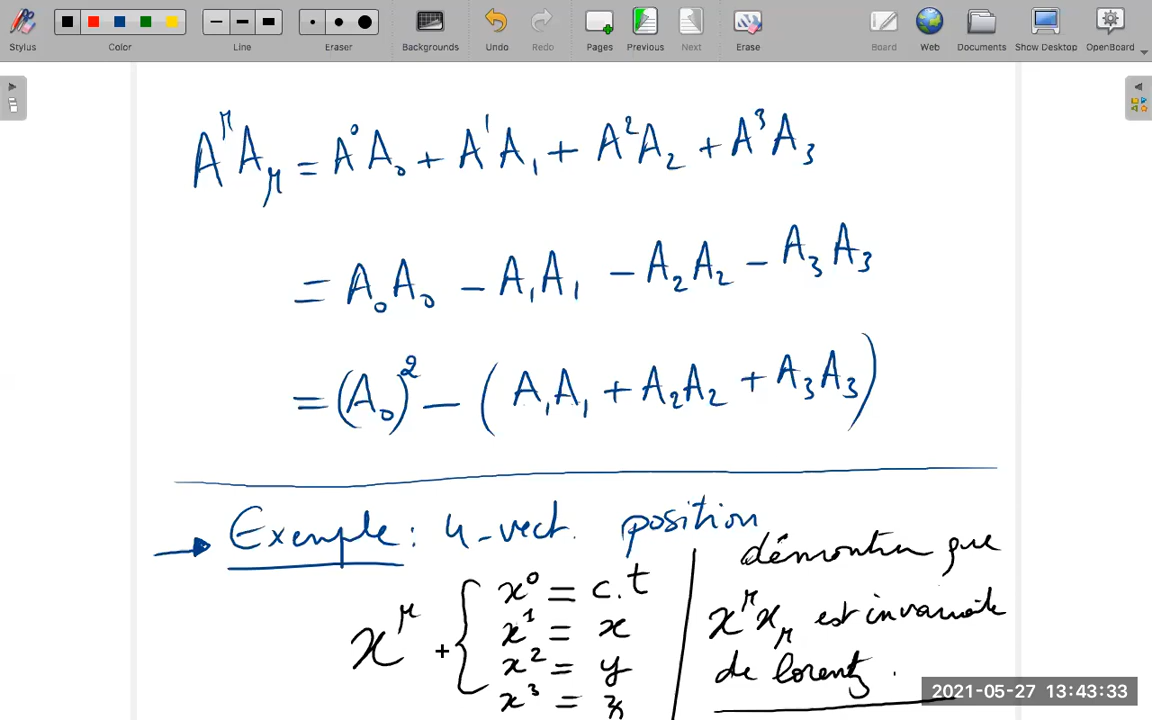 Stylus Color Line Eraser Backgrounds Undo Redo Pages Previous Next Erase Board Web Documents Show Desktop OpenBoard
A^μ A_μ = A^0 A_0 + A^1 A_1 + A^2 A_2 + A^3 A_3
= A_0 A_0 - A_1 A_1 - A_2 A_2 - A_3 A_3
= (A_0)^2 - (A_1 A_1 + A_2 A_2 + A_3 A_3)
→ Exemple : 4-vect. position
x^μ { x^0 = c.t
x^1 = x
x^2 = y
x^3 = z
démontrer que
x^μ x_μ est invariante
de lorentz.
2021-05-27 13:43:33